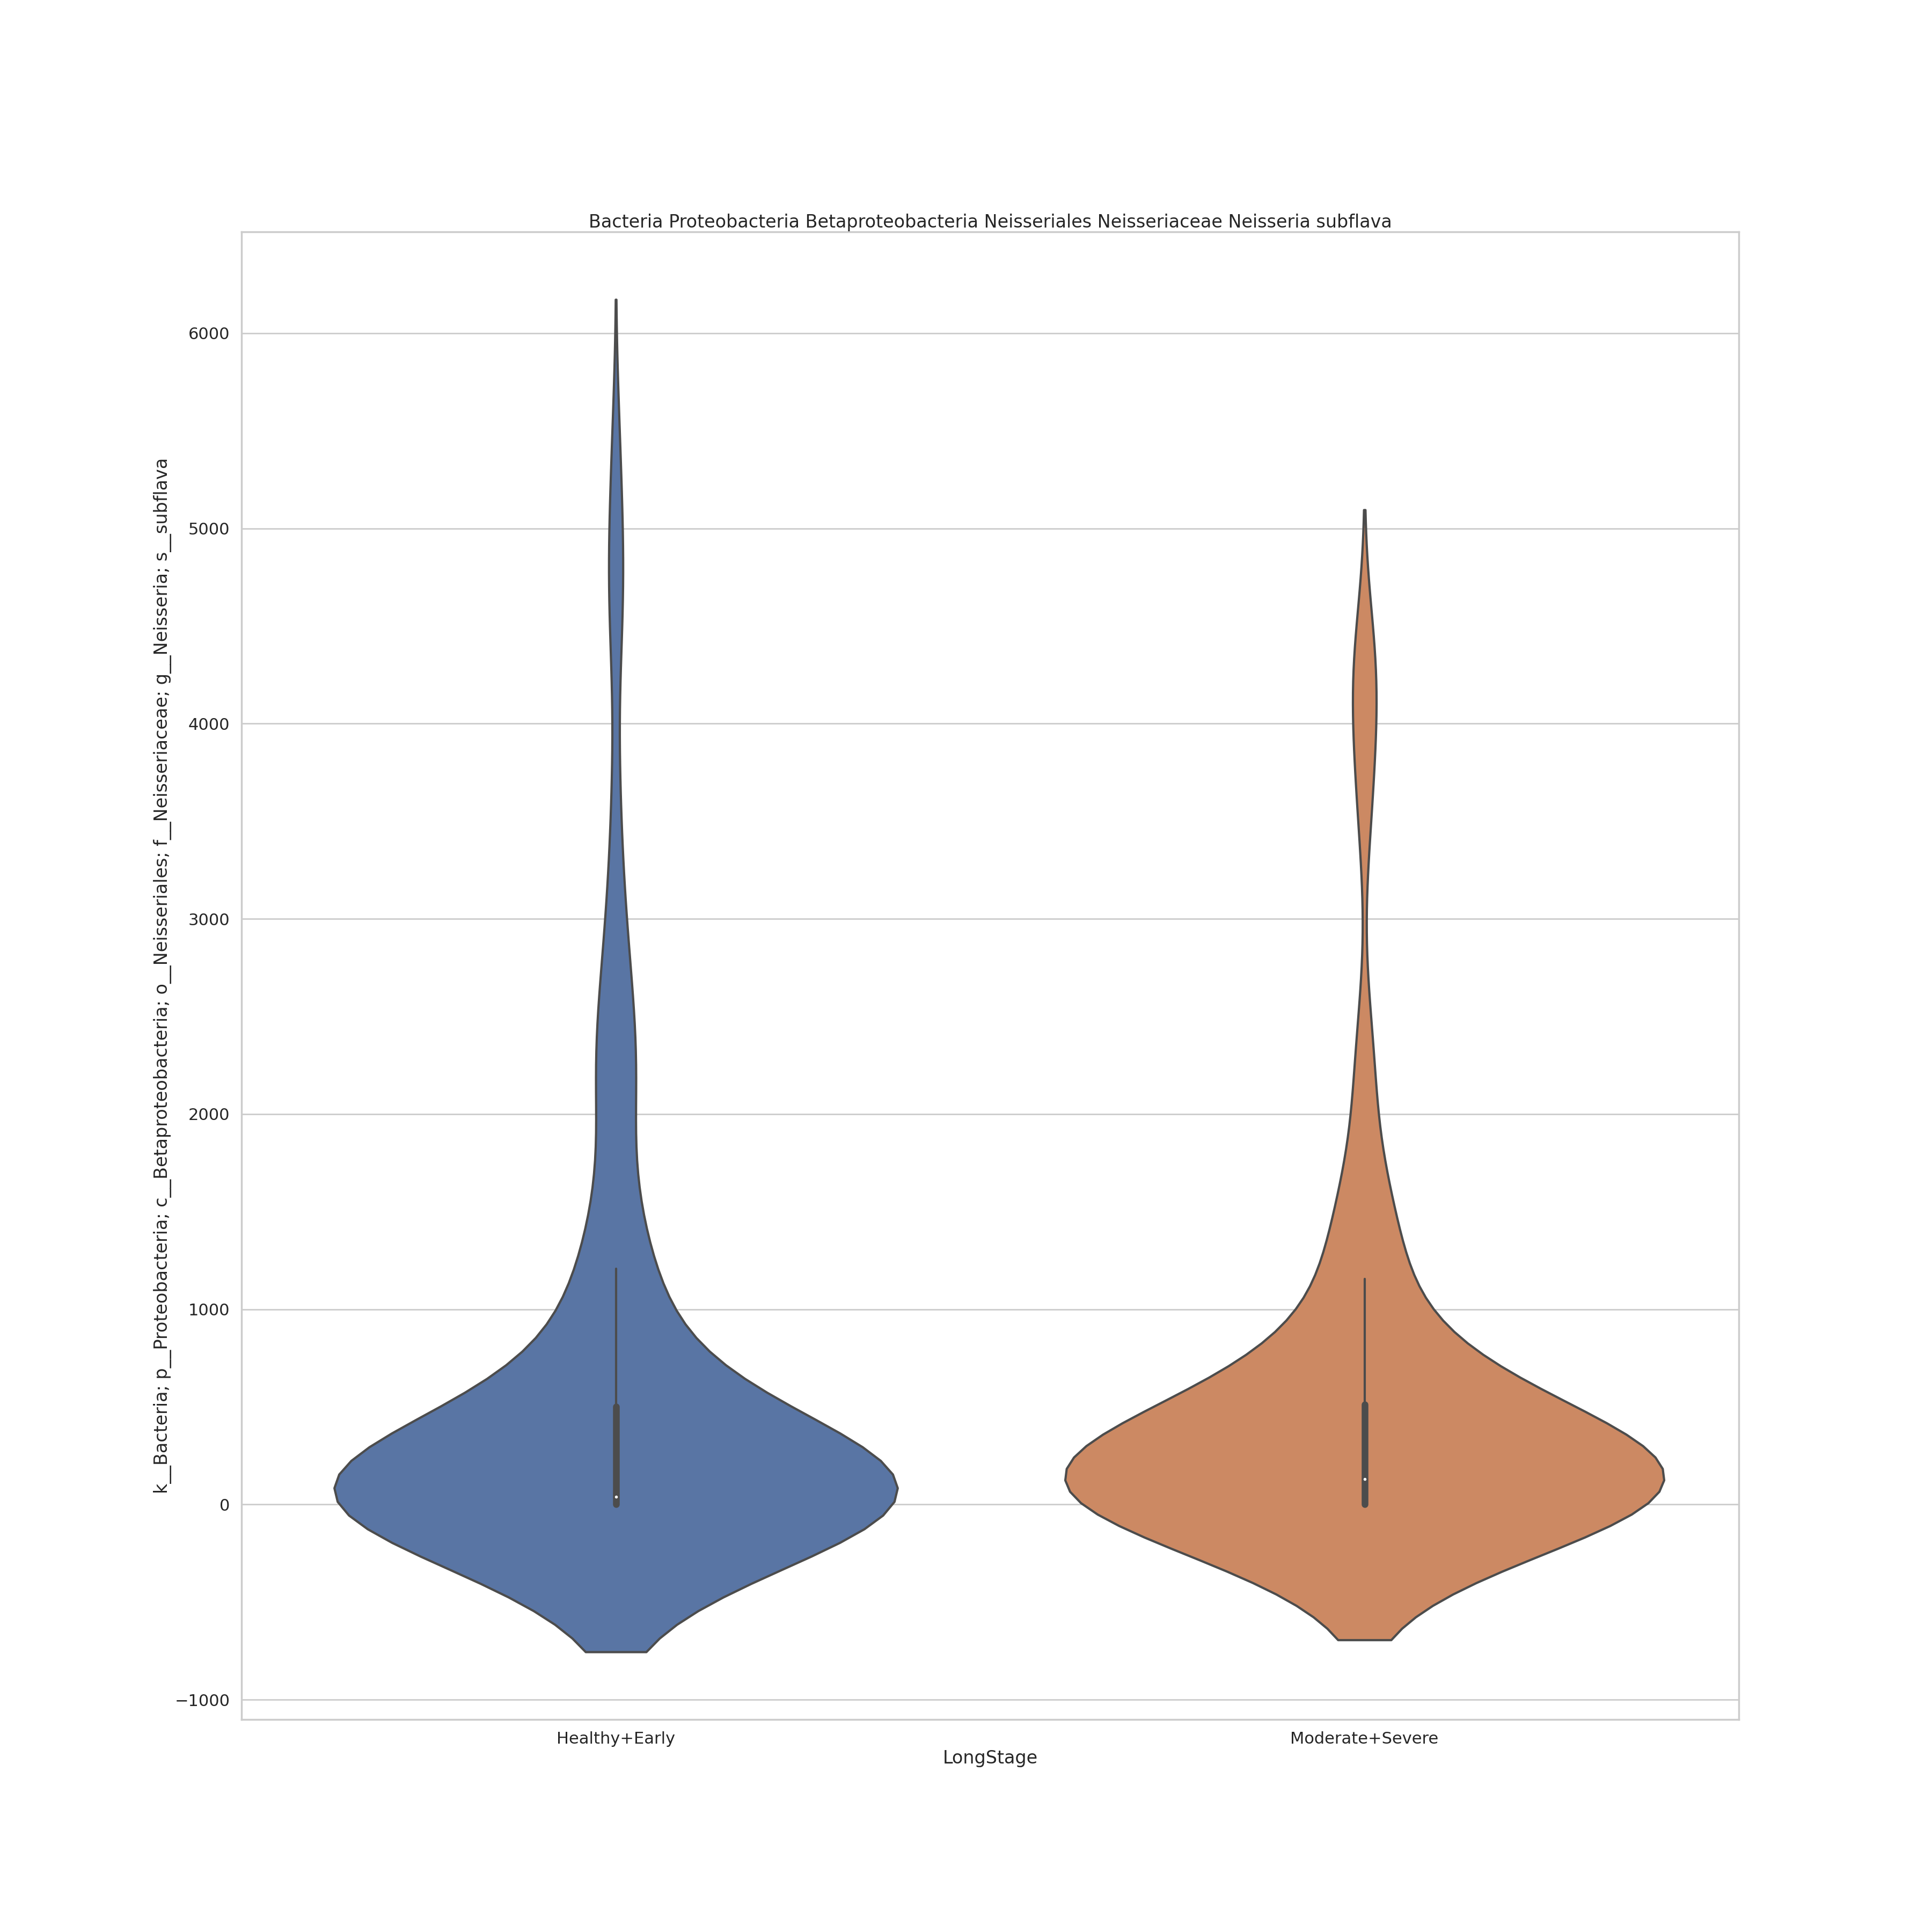 Bacteria Proteobacteria Betaproteobacteria Neisseriales Neisseriaceae Neisseria subflava
k__Bacteria; p__Proteobacteria; c__Betaproteobacteria; o__Neisseriales; f__Neisseriaceae; g__Neisseria; s__subflava
6000
5000
4000
3000
2000
1000
0
−1000
Healthy+Early
Moderate+Severe
LongStage